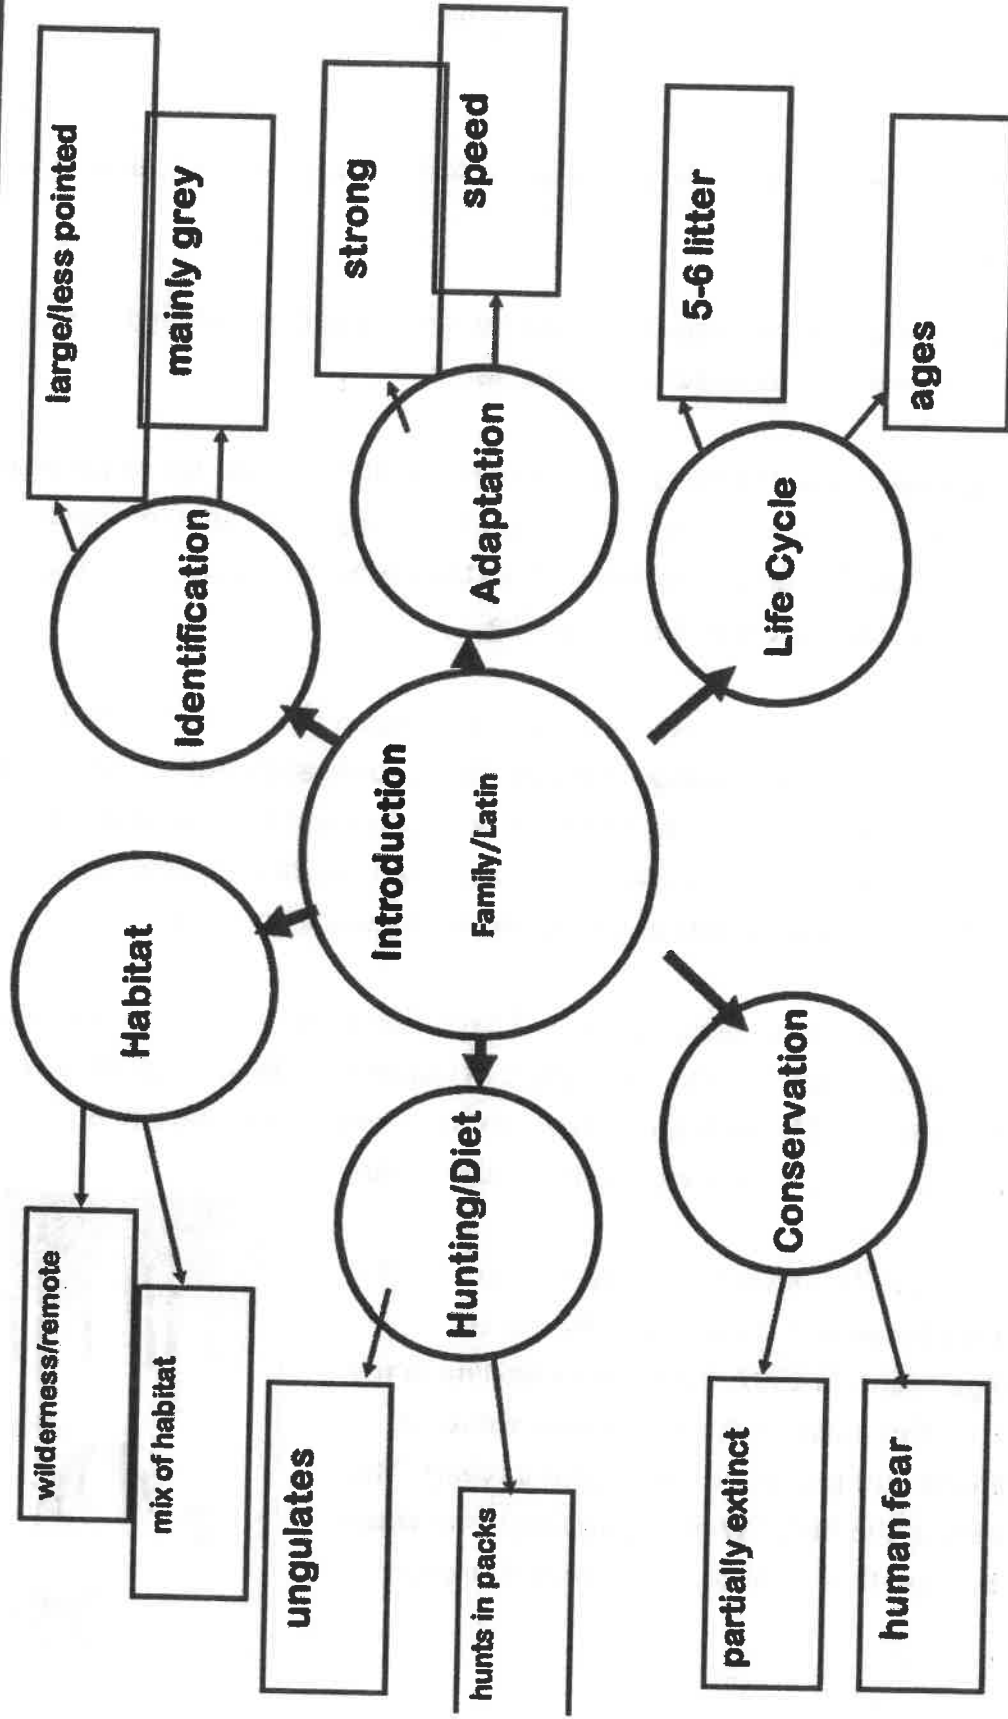 wilderness/remote
mix of habitat
Habitat
Identification
large/less pointed
mainly grey
ungulates
hunts in packs
Hunting/Diet
Introduction
Family/Latin
Adaptation
strong
speed
partially extinct
human fear
Conservation
Life Cycle
5-6 litter
ages